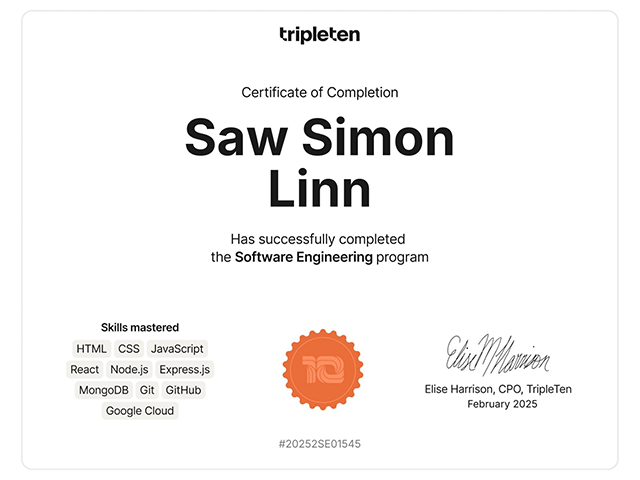 tripleten
Certificate of Completion
Saw Simon
Linn
Has successfully completed
the Software Engineering program
Skills mastered
HTML CSS JavaScript
React Node.js Express.js
MongoDB Git GitHub
Google Cloud
10
Elise M Harrison
Elise Harrison, CPO, TripleTen
February 2025
#20252SE01545